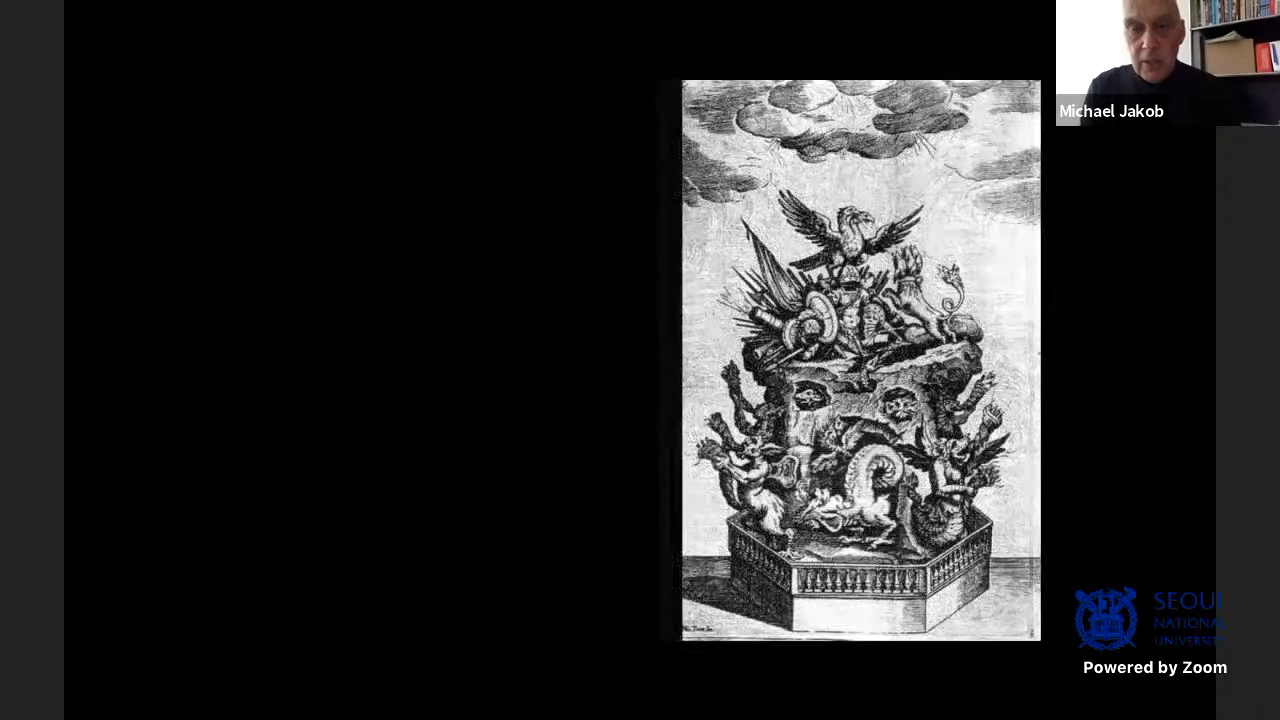 Michael Jakob
SEOUL
NATIONAL
UNIVERSITY
Powered by Zoom